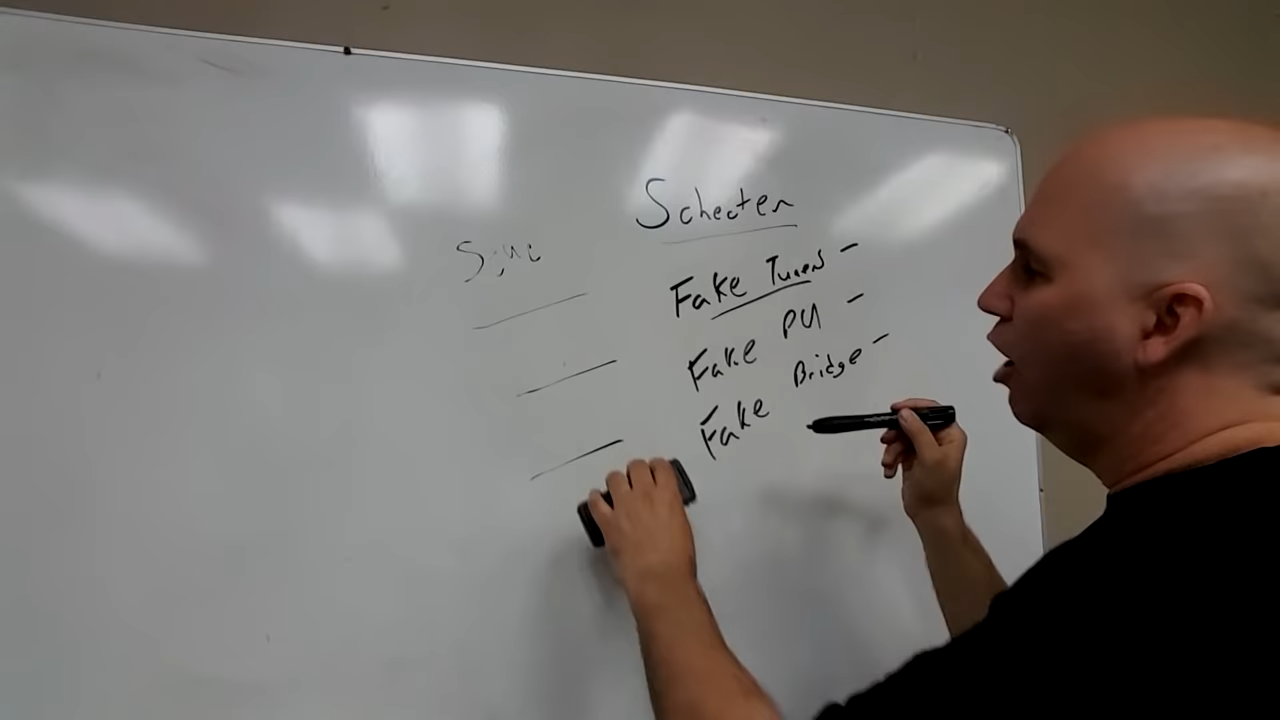 Schecter
Fake Tuners -
Fake PU -
Fake Bridge -
Fake